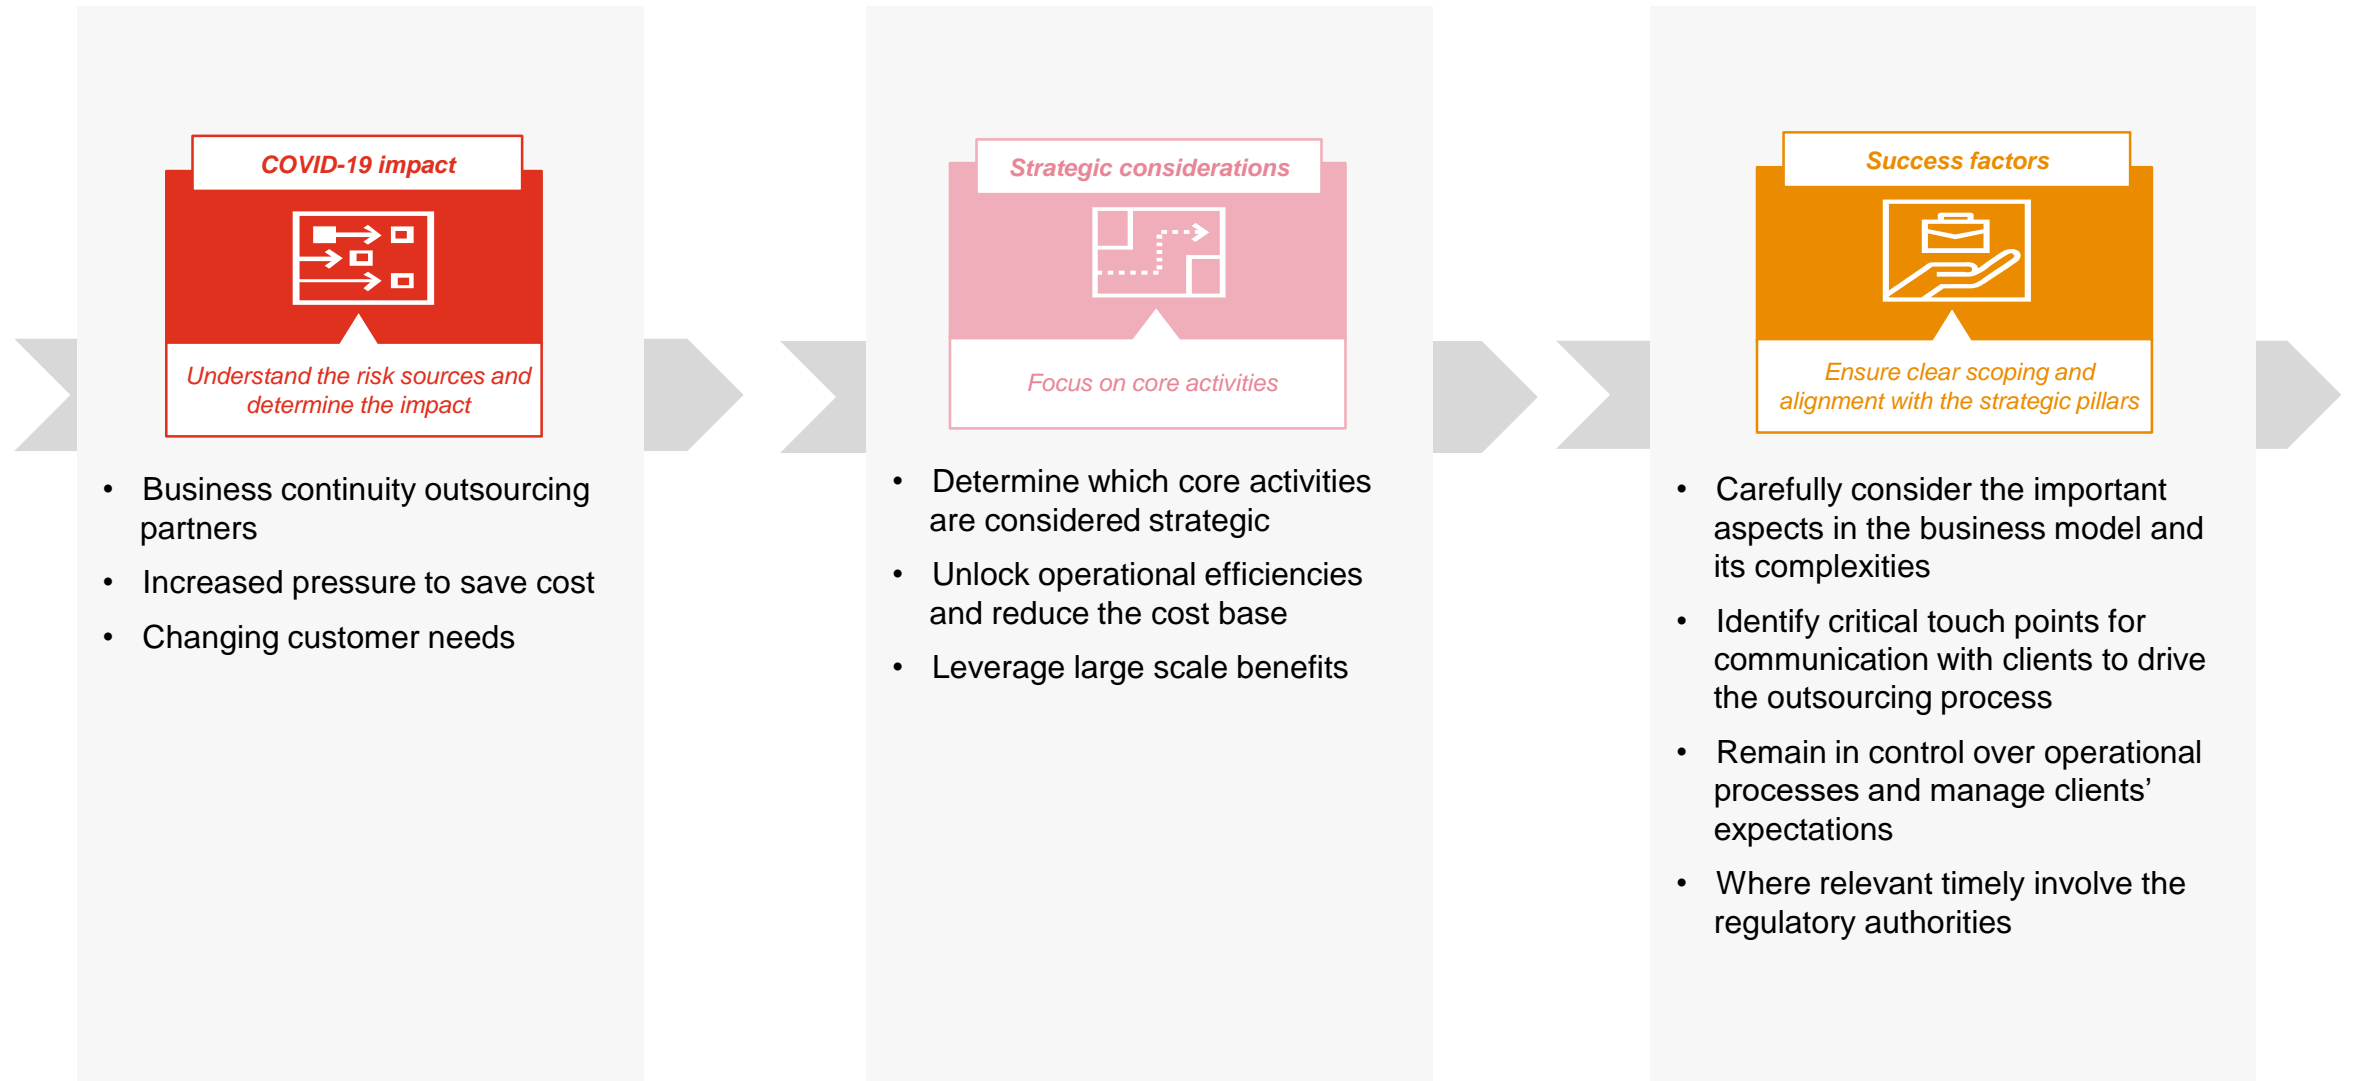 COVID-19 impact
Understand the risk sources and
determine the impact
• Business continuity outsourcing
partners
• Increased pressure to save cost
• Changing customer needs
Strategic considerations
Focus on core activities
• Determine which core activities
are considered strategic
• Unlock operational efficiencies
and reduce the cost base
• Leverage large scale benefits
Success factors
Ensure clear scoping and
alignment with the strategic pillars
• Carefully consider the important
aspects in the business model and
its complexities
• Identify critical touch points for
communication with clients to drive
the outsourcing process
• Remain in control over operational
processes and manage clients’
expectations
• Where relevant timely involve the
regulatory authorities